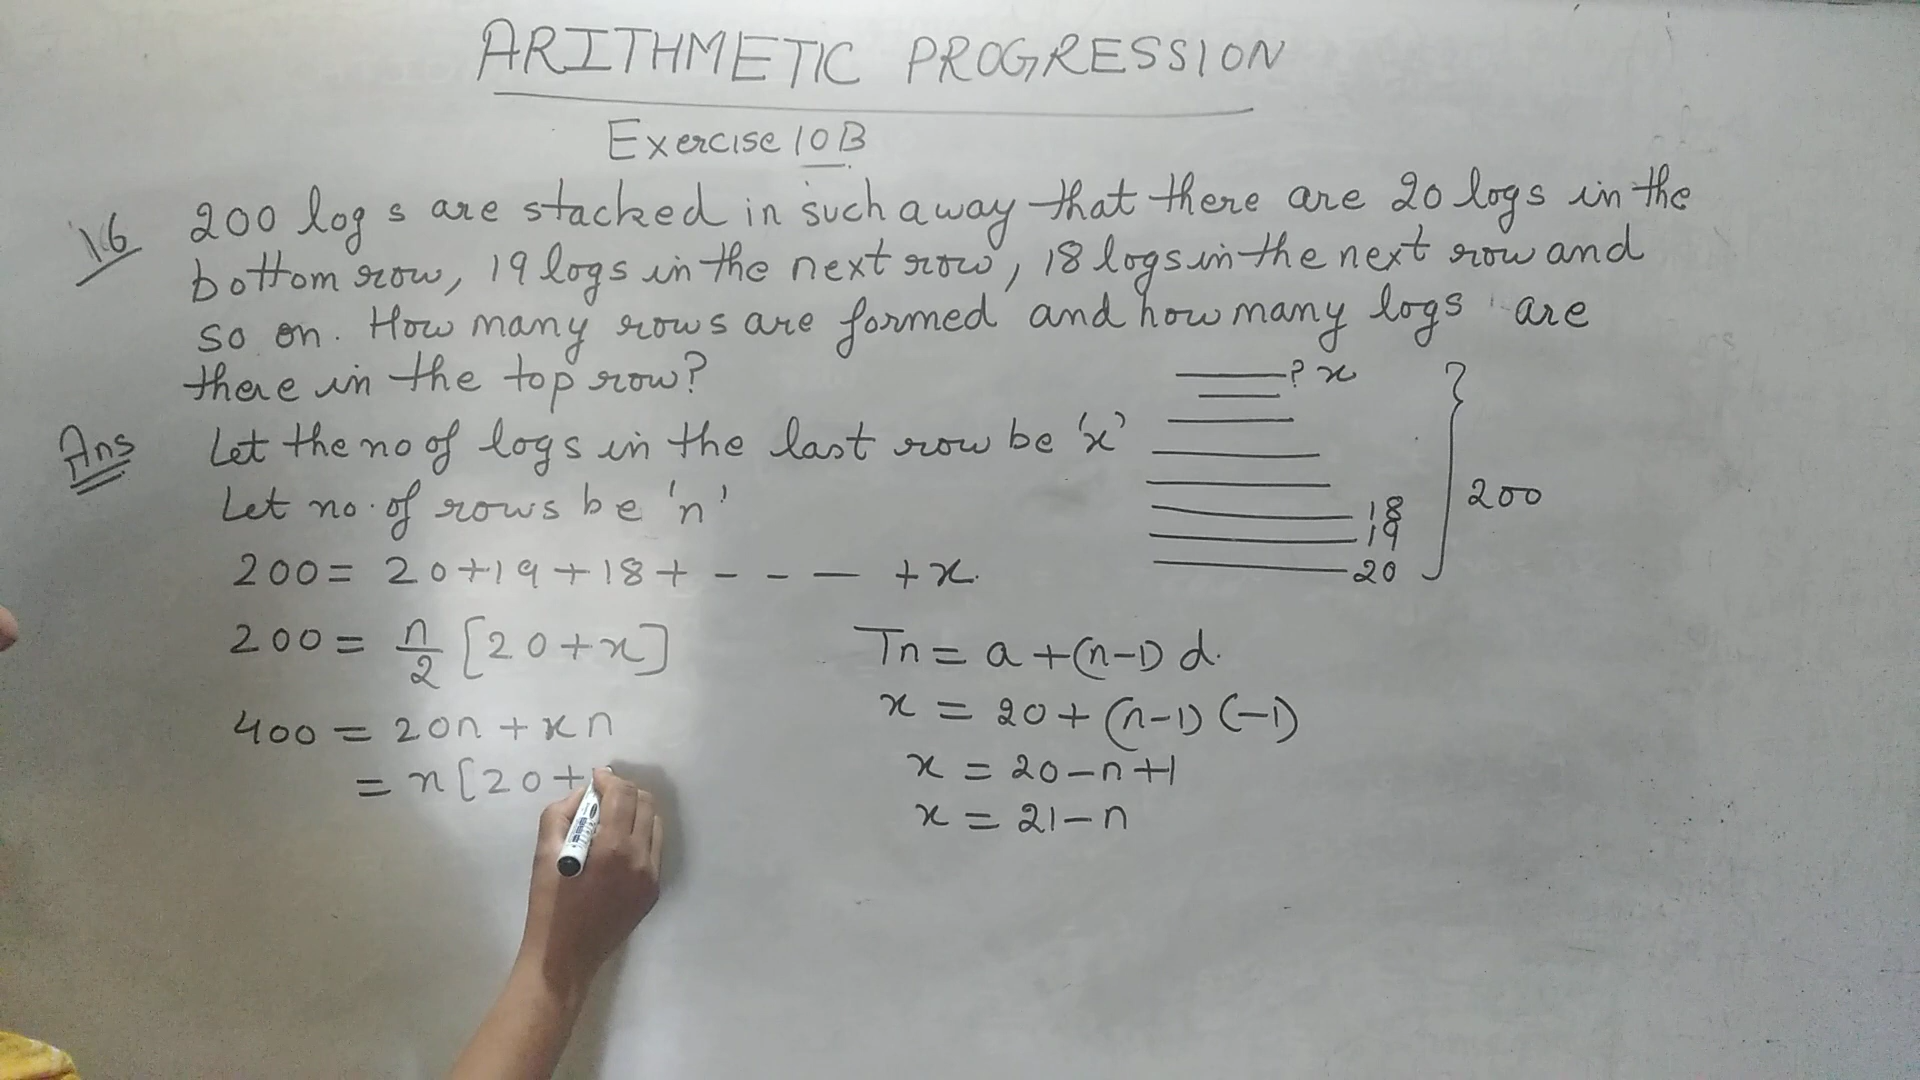 ARITHMETIC PROGRESSION
Exercise 10B
16 200 logs are stacked in such a way that there are 20 logs in the
bottom row, 19 logs in the next row, 18 logs in the next row and
so on. How many rows are formed and how many logs are
there in the top row?
? x
Ans Let the no of logs in the last row be 'x'
Let no. of rows be 'n'
18
19
20
200
200 = 20+19+18+ - - - +x.
200 = n/2 [20+x]
400 = 20n + xn
= n[20+
Tn = a +(n-1) d.
x = 20+ (n-1) (-1)
x = 20-n+1
x = 21-n